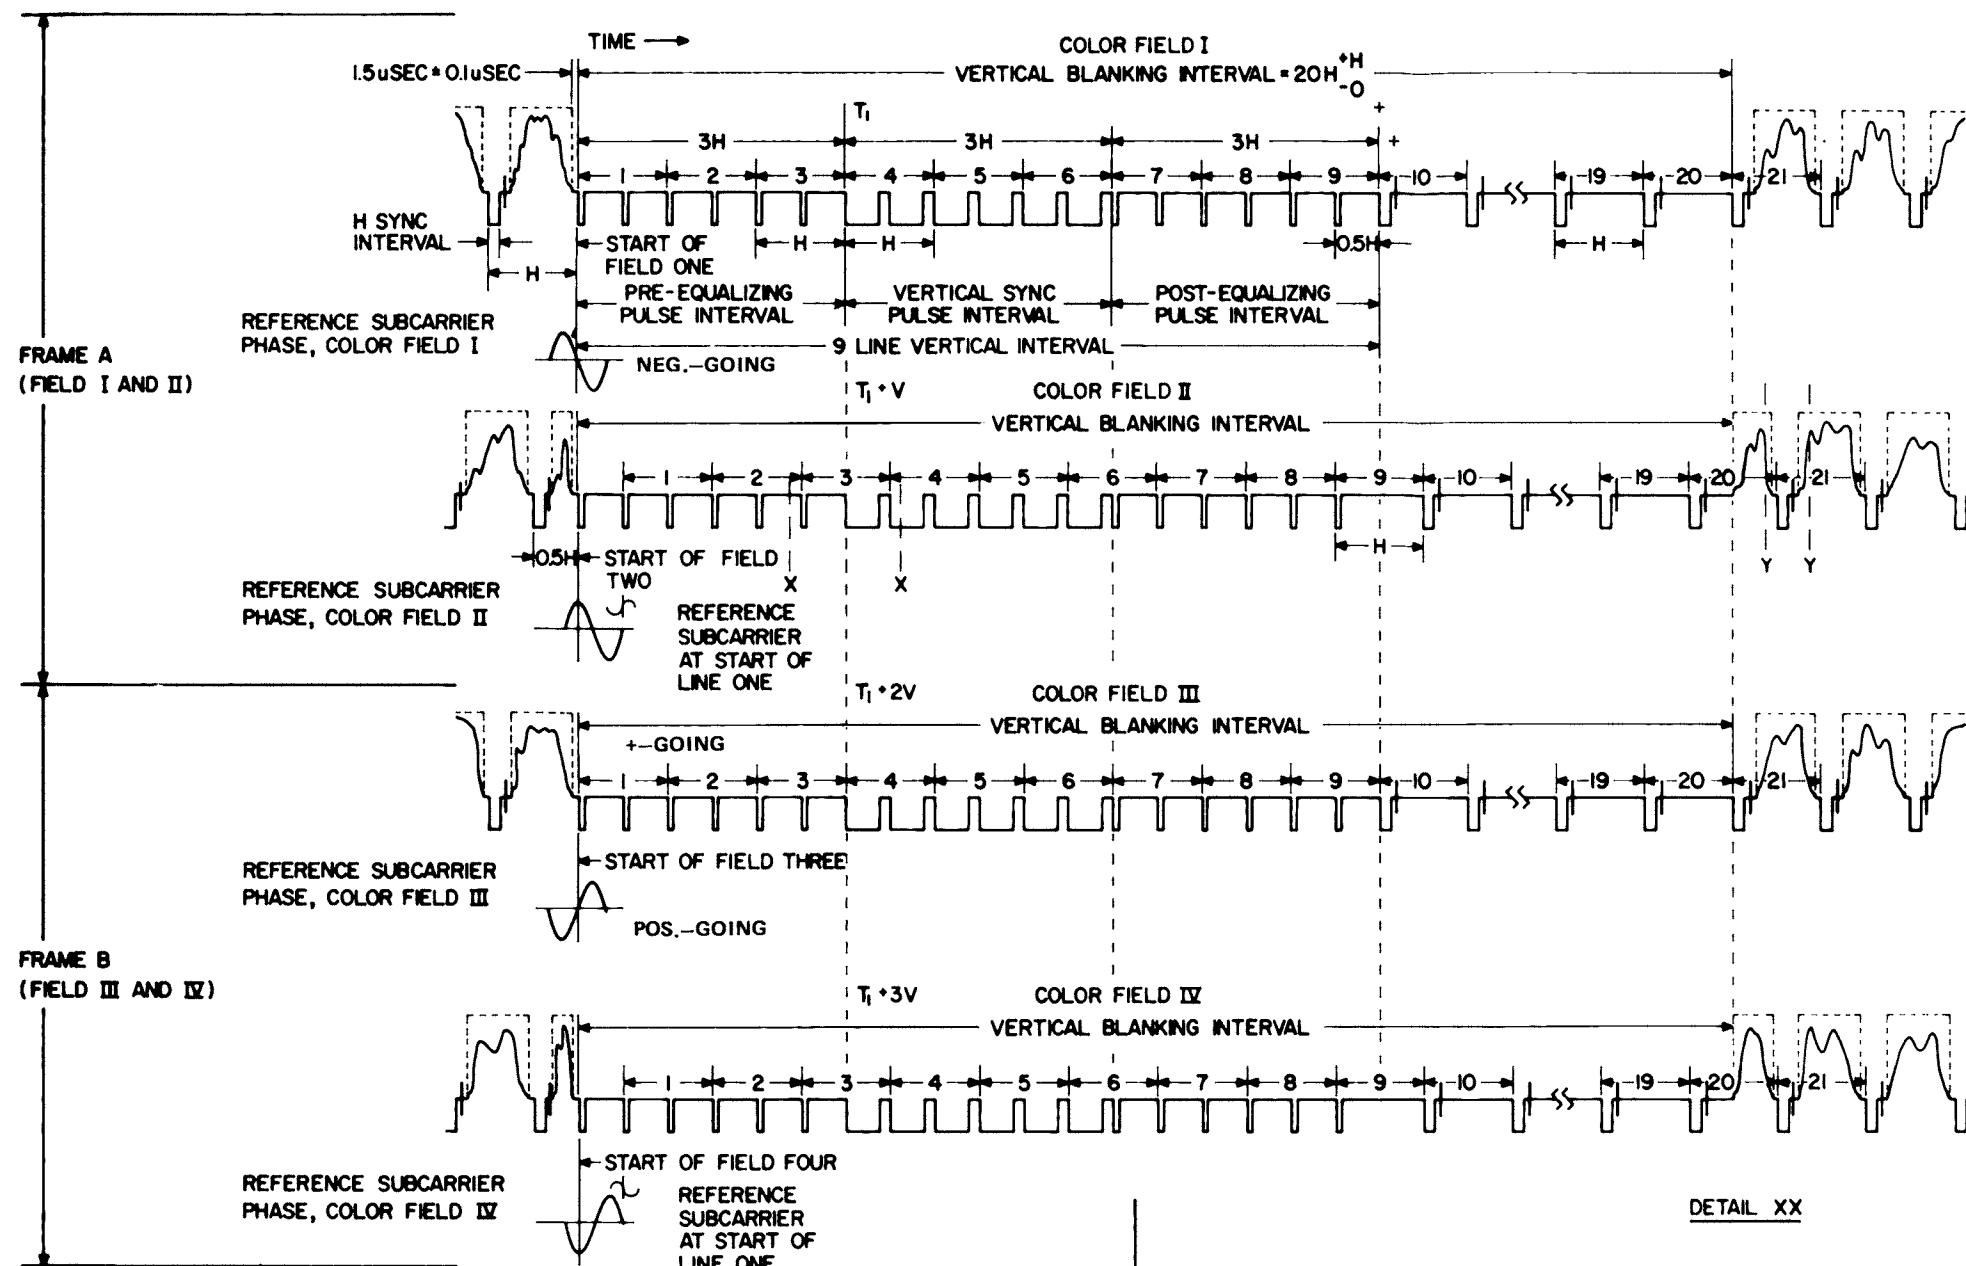 TIME
COLOR FIELD I
1.5uSEC ± 0.1uSEC
VERTICAL BLANKING INTERVAL = 20H +H -0
T₁
3H 3H 3H
1 2 3 4 5 6 7 8 9 10 19 20 21
H SYNC
INTERVAL
START OF
FIELD ONE
H H 0.5H H
H
PRE-EQUALIZING
PULSE INTERVAL
VERTICAL SYNC
PULSE INTERVAL
POST-EQUALIZING
PULSE INTERVAL
REFERENCE SUBCARRIER
PHASE, COLOR FIELD I
9 LINE VERTICAL INTERVAL
NEG.-GOING
FRAME A
(FIELD I AND II)
T₁ + V
COLOR FIELD II
VERTICAL BLANKING INTERVAL
1 2 3 4 5 6 7 8 9 10 19 20 21
0.5H
START OF FIELD
TWO
X X
H
Y Y
REFERENCE SUBCARRIER
PHASE, COLOR FIELD II
REFERENCE
SUBCARRIER
AT START OF
LINE ONE
T₁ + 2V
COLOR FIELD III
VERTICAL BLANKING INTERVAL
+-GOING
1 2 3 4 5 6 7 8 9 10 19 20 21
START OF FIELD THREE
REFERENCE SUBCARRIER
PHASE, COLOR FIELD III
POS.-GOING
FRAME B
(FIELD III AND IV)
T₁ + 3V
COLOR FIELD IV
VERTICAL BLANKING INTERVAL
1 2 3 4 5 6 7 8 9 10 19 20 21
START OF FIELD FOUR
REFERENCE SUBCARRIER
PHASE, COLOR FIELD IV
REFERENCE
SUBCARRIER
AT START OF
LINE ONE
DETAIL XX